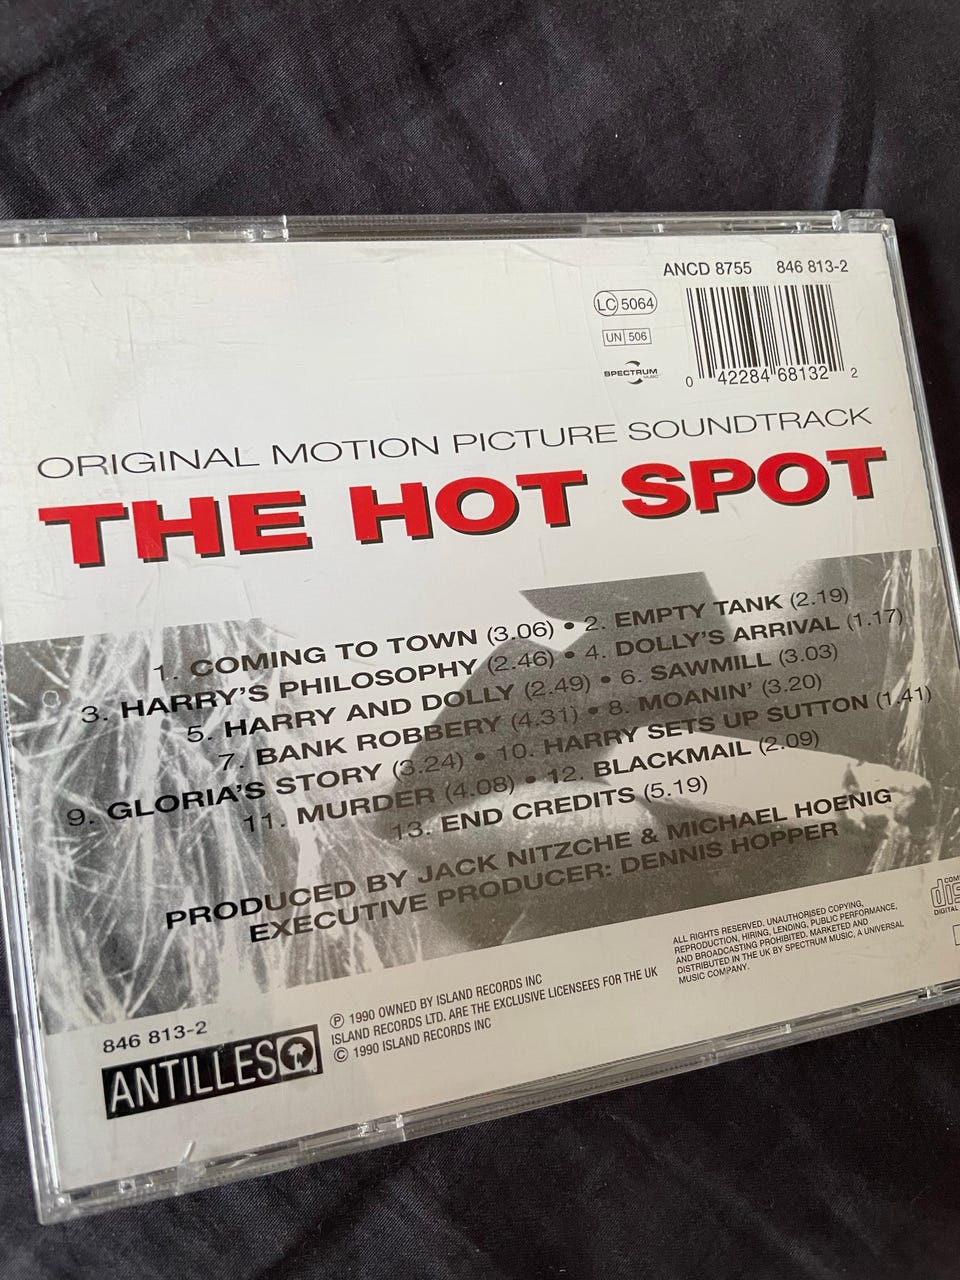 ANCD 8755 846 813-2
LC 5064
UN 506
SPECTRUM
MUSIC
0 42284 68132 2
ORIGINAL MOTION PICTURE SOUNDTRACK
THE HOT SPOT
1. COMING TO TOWN (3.06) • 2. EMPTY TANK (2.19)
3. HARRY'S PHILOSOPHY (2.46) • 4. DOLLY'S ARRIVAL (1.17)
5. HARRY AND DOLLY (2.49) • 6. SAWMILL (3.03)
7. BANK ROBBERY (4.31) • 8. MOANIN' (3.20)
9. GLORIA'S STORY (3.24) • 10. HARRY SETS UP SUTTON (1.41)
11. MURDER (4.08) • 12. BLACKMAIL (2.09)
13. END CREDITS (5.19)
PRODUCED BY JACK NITZCHE & MICHAEL HOENIG
EXECUTIVE PRODUCER: DENNIS HOPPER
846 813-2
ANTILLES
℗ 1990 OWNED BY ISLAND RECORDS INC
ISLAND RECORDS LTD. ARE THE EXCLUSIVE LICENSEES FOR THE UK
© 1990 ISLAND RECORDS INC
ALL RIGHTS RESERVED. UNAUTHORISED COPYING,
REPRODUCTION, HIRING, LENDING, PUBLIC PERFORMANCE,
AND BROADCASTING PROHIBITED. MARKETED AND
DISTRIBUTED IN THE UK BY SPECTRUM MUSIC, A UNIVERSAL
MUSIC COMPANY.
DIGITAL